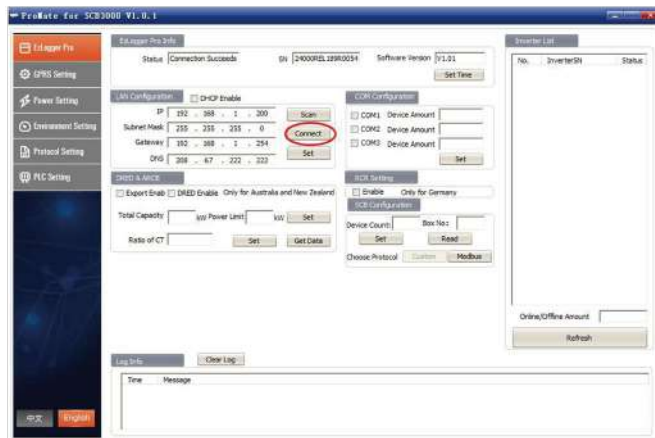 ProMate for SCB3000 V1.0.1
EzLogger Pro
GPRS Setting
Power Setting
Environment Setting
Protocol Setting
PLC Setting
中文
English
EzLogger Pro Info
Status Connection Succeeds SN 24000REL189R0054 Software Version V1.01
Set Time
LAN Configuration DHCP Enable
IP 192 . 168 . 1 . 200 Scan
Subnet Mask 255 . 255 . 255 . 0 Connect
Gateway 192 . 168 . 1 . 254
DNS 208 . 67 . 222 . 222 Set
COM Configuration
COM1 Device Amount
COM2 Device Amount
COM3 Device Amount
Set
DRED & ARCB
Export Enab DRED Enable Only for Australia and New Zealand
Total Capacity kW Power Limit kW Set
Ratio of CT Set Get Data
RCR Setting
Enable Only for Germany
SCB Configuration
Device Count: Box No:
Set Read
Choose Protocol Custom Modbus
Inverter List
No. InverterSN Status
Online/Offline Amount
Refresh
Log Info Clear Log
Time Message